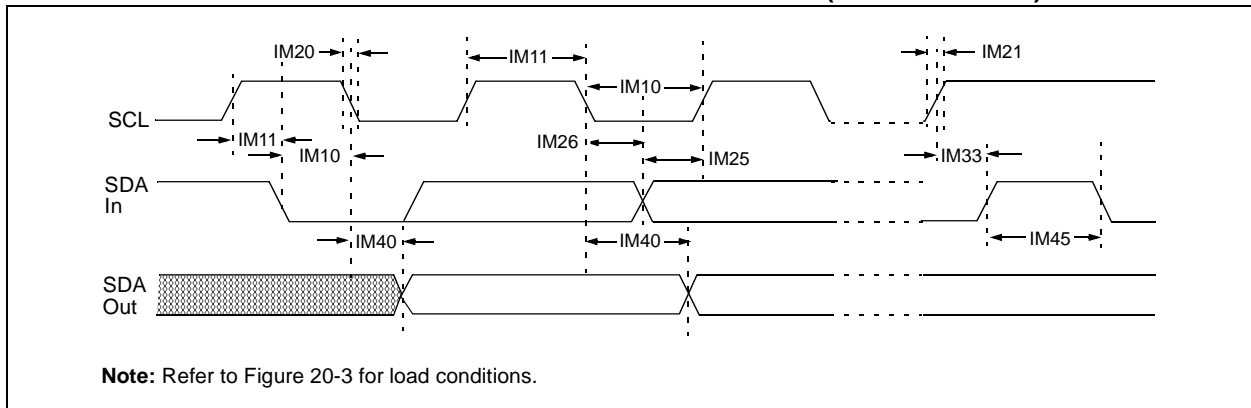 IM20
IM11
IM21
IM10
SCL
IM11
IM26
IM10
IM25
IM33
SDA
In
IM40
IM40
IM45
SDA
Out
Note: Refer to Figure 20-3 for load conditions.